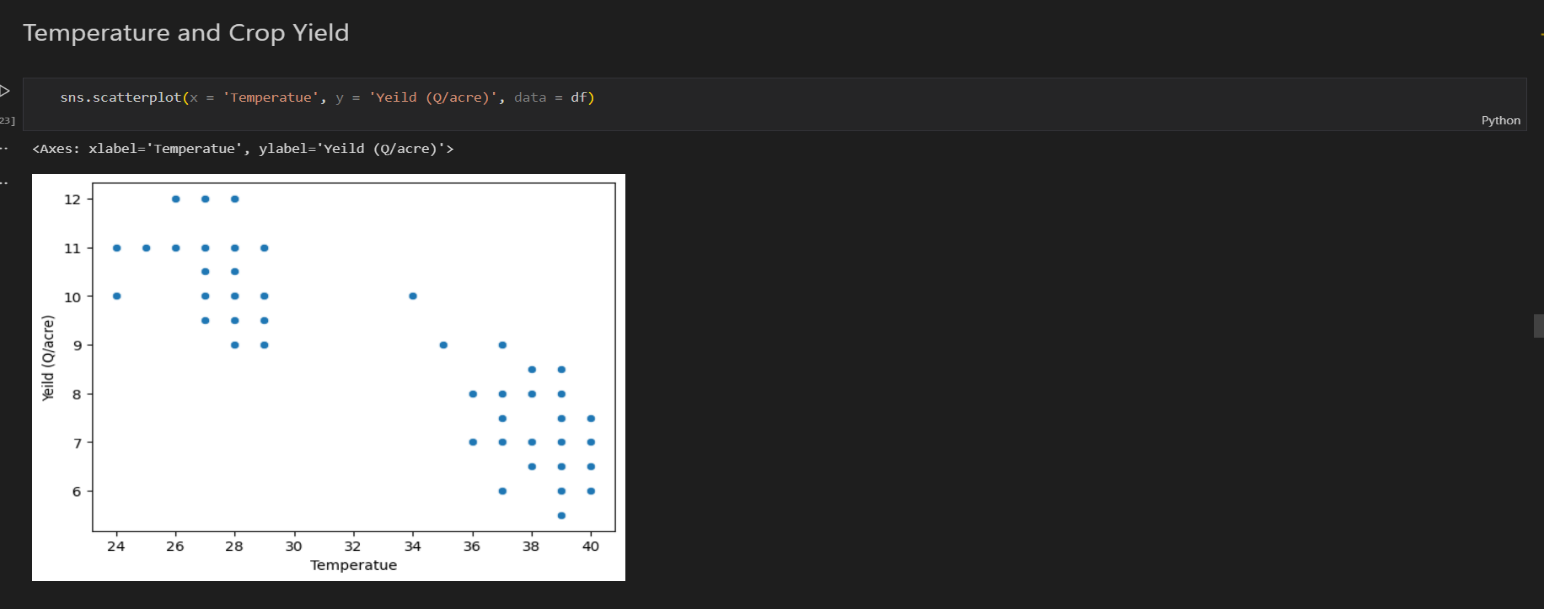 Temperature and Crop Yield
sns.scatterplot(x = 'Temperatue', y = 'Yeild (Q/acre)', data = df)
23]
Python
<Axes: xlabel='Temperatue', ylabel='Yeild (Q/acre)'>
12
11
10
9
8
7
6
Yeild (Q/acre)
24 26 28 30 32 34 36 38 40
Temperatue